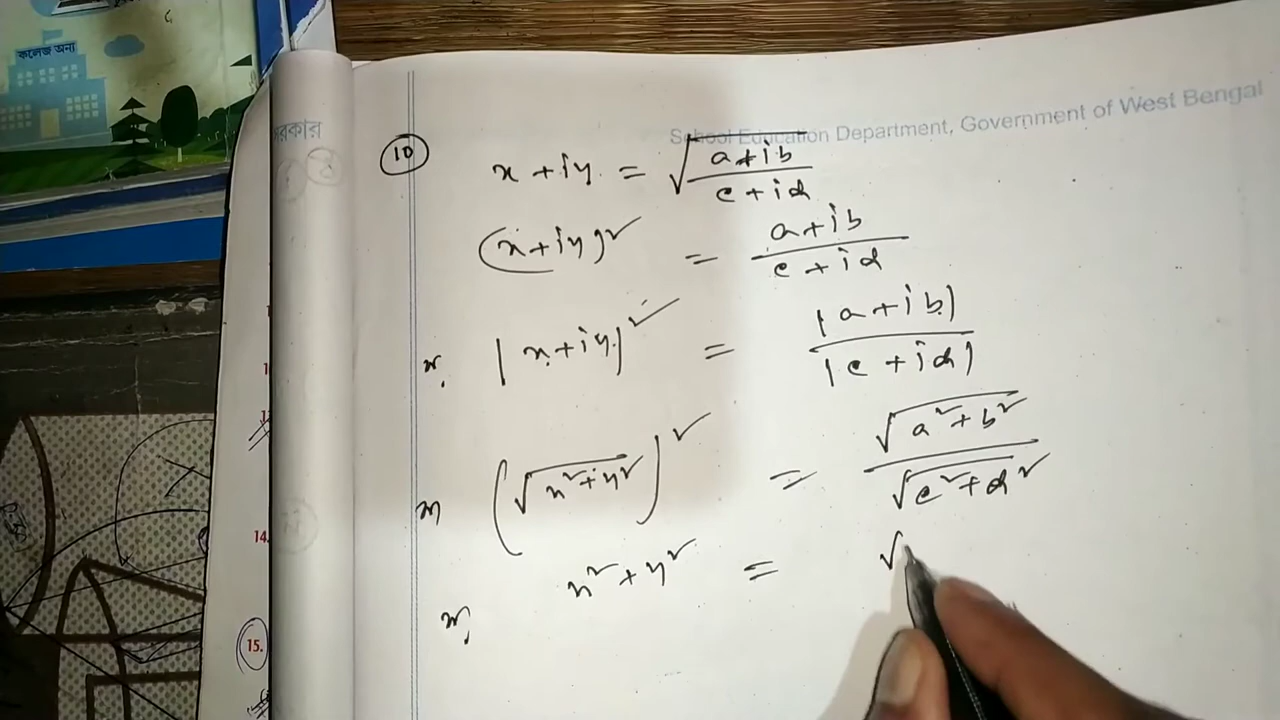 কলেজ অন্য
রকার
School Education Department, Government of West Bengal
10
x + iy = √(a+ib / c+id)
(x+iy)² = a+ib / c+id
|x+iy|² = |a+ib| / |c+id|
(√x²+y²)² = √a²+b² / √c²+d²
x²+y² = √
14.
15.